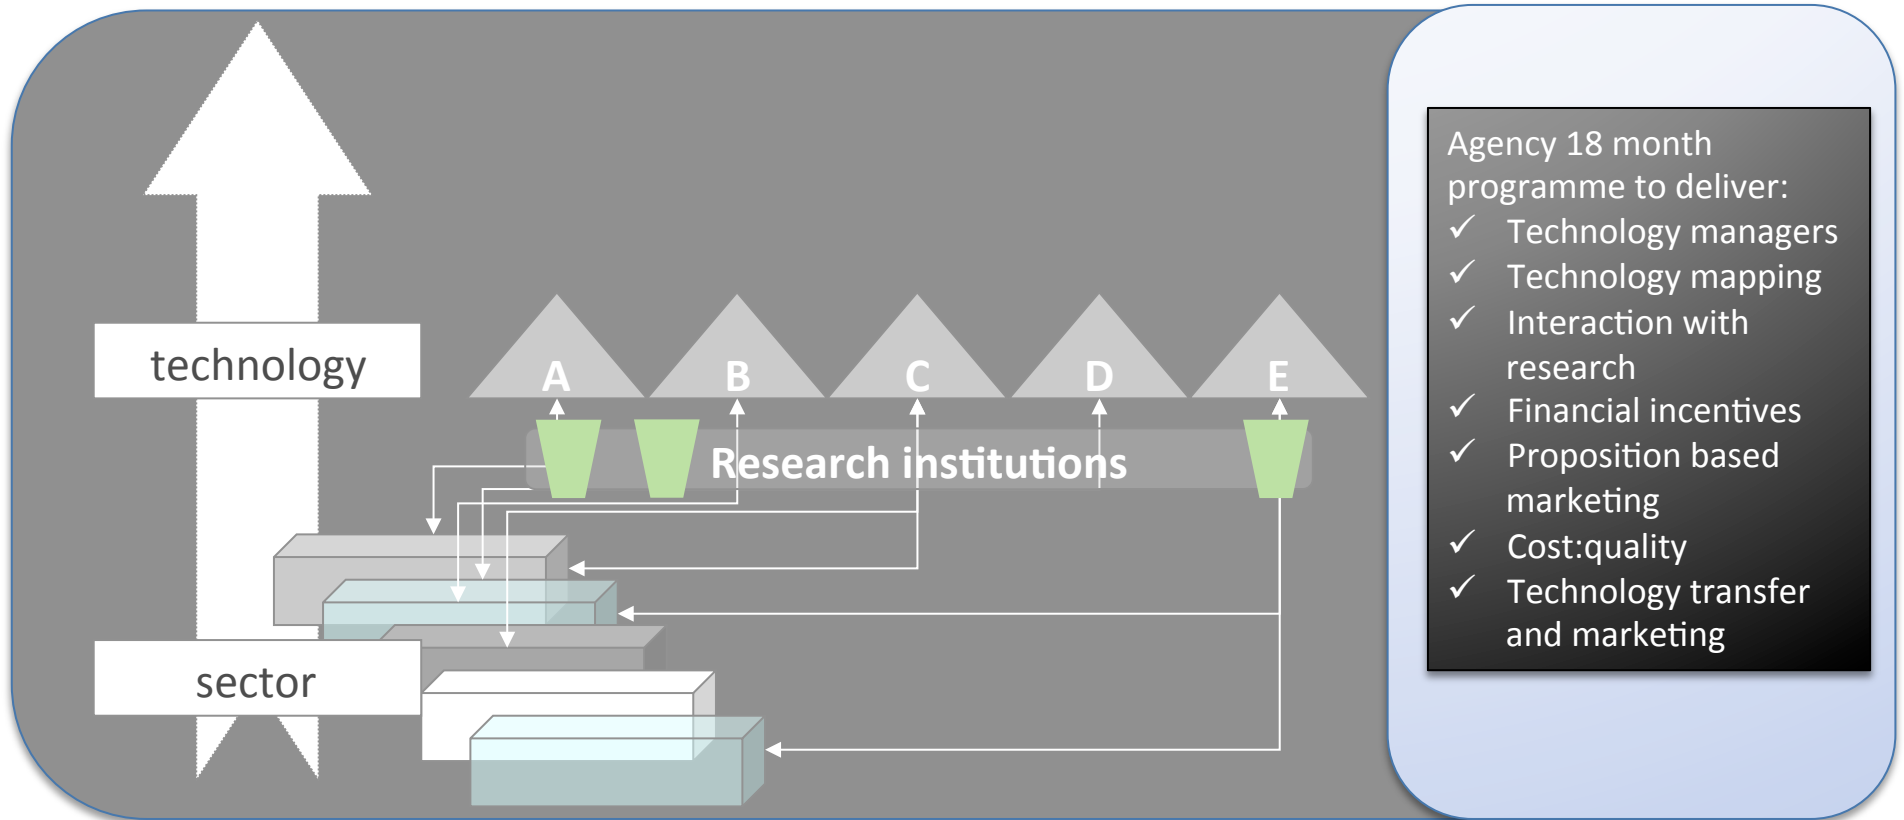 technology
A B C D E
Research institutions
sector
Agency 18 month
programme to deliver:
✓ Technology managers
✓ Technology mapping
✓ Interaction with
research
✓ Financial incentives
✓ Proposition based
marketing
✓ Cost:quality
✓ Technology transfer
and marketing